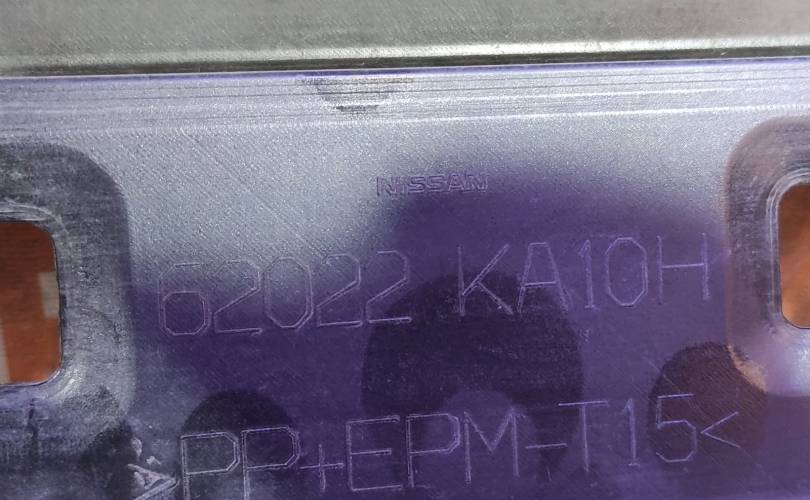 NISSAN
62022 KA10H
>PP+EPM-T15<